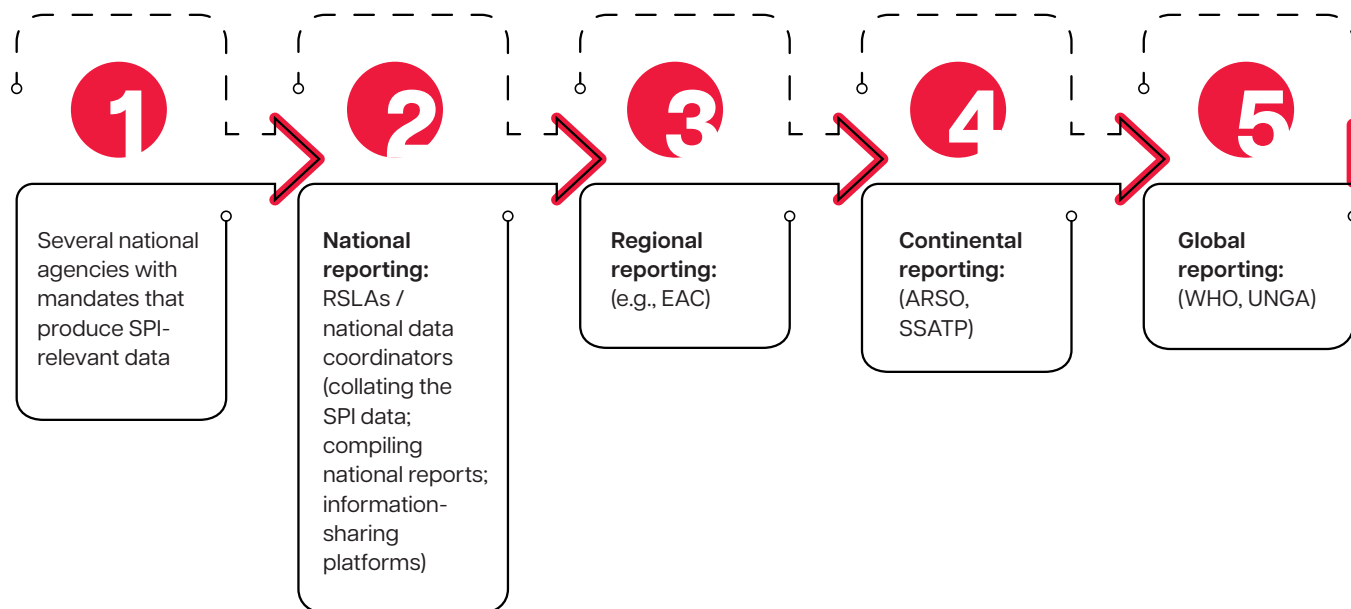 1
Several national
agencies with
mandates that
produce SPI-
relevant data
2
National
reporting:
RSLAs /
national data
coordinators
(collating the
SPI data;
compiling
national reports;
information-
sharing
platforms)
3
Regional
reporting:
(e.g., EAC)
4
Continental
reporting:
(ARSO,
SSATP)
5
Global
reporting:
(WHO, UNGA)